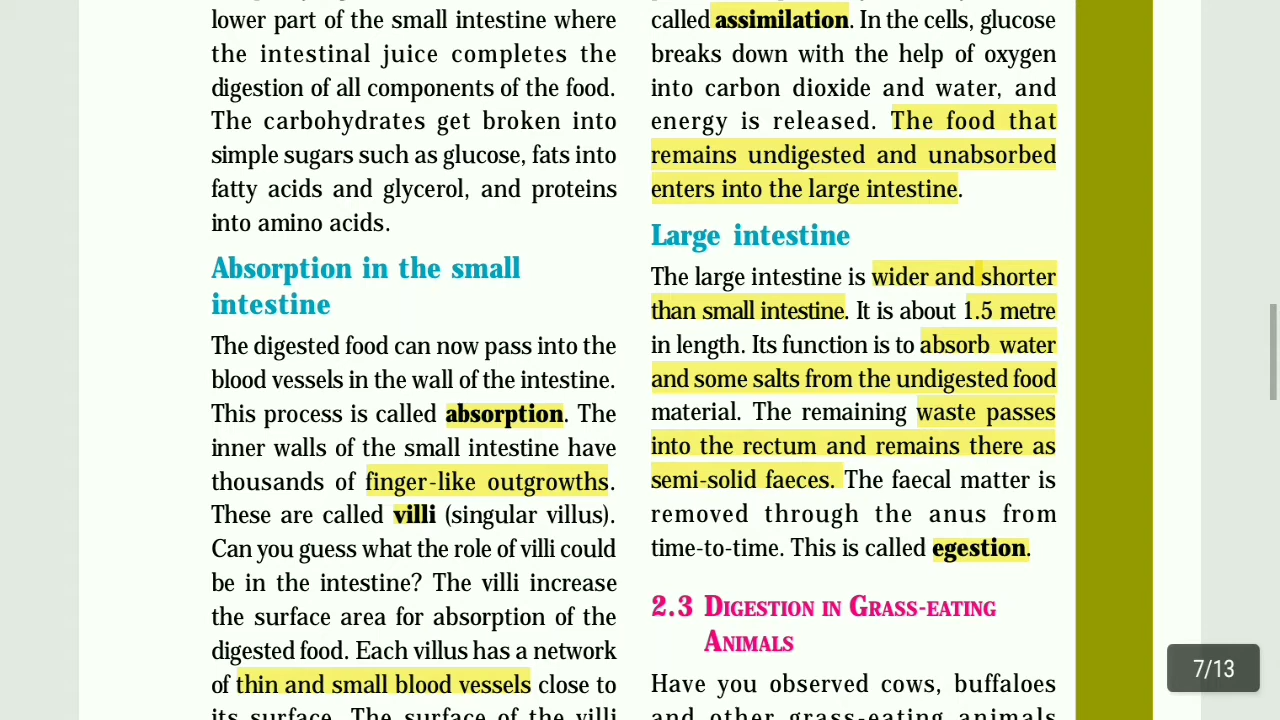 lower part of the small intestine where
the intestinal juice completes the
digestion of all components of the food.
The carbohydrates get broken into
simple sugars such as glucose, fats into
fatty acids and glycerol, and proteins
into amino acids.
Absorption in the small
intestine
The digested food can now pass into the
blood vessels in the wall of the intestine.
This process is called absorption. The
inner walls of the small intestine have
thousands of finger-like outgrowths.
These are called villi (singular villus).
Can you guess what the role of villi could
be in the intestine? The villi increase
the surface area for absorption of the
digested food. Each villus has a network
of thin and small blood vessels close to
its surface. The surface of the villi
called assimilation. In the cells, glucose
breaks down with the help of oxygen
into carbon dioxide and water, and
energy is released. The food that
remains undigested and unabsorbed
enters into the large intestine.
Large intestine
The large intestine is wider and shorter
than small intestine. It is about 1.5 metre
in length. Its function is to absorb water
and some salts from the undigested food
material. The remaining waste passes
into the rectum and remains there as
semi-solid faeces. The faecal matter is
removed through the anus from
time-to-time. This is called egestion.
2.3 DIGESTION IN GRASS-EATING
ANIMALS
Have you observed cows, buffaloes
and other grass-eating animals
7/13